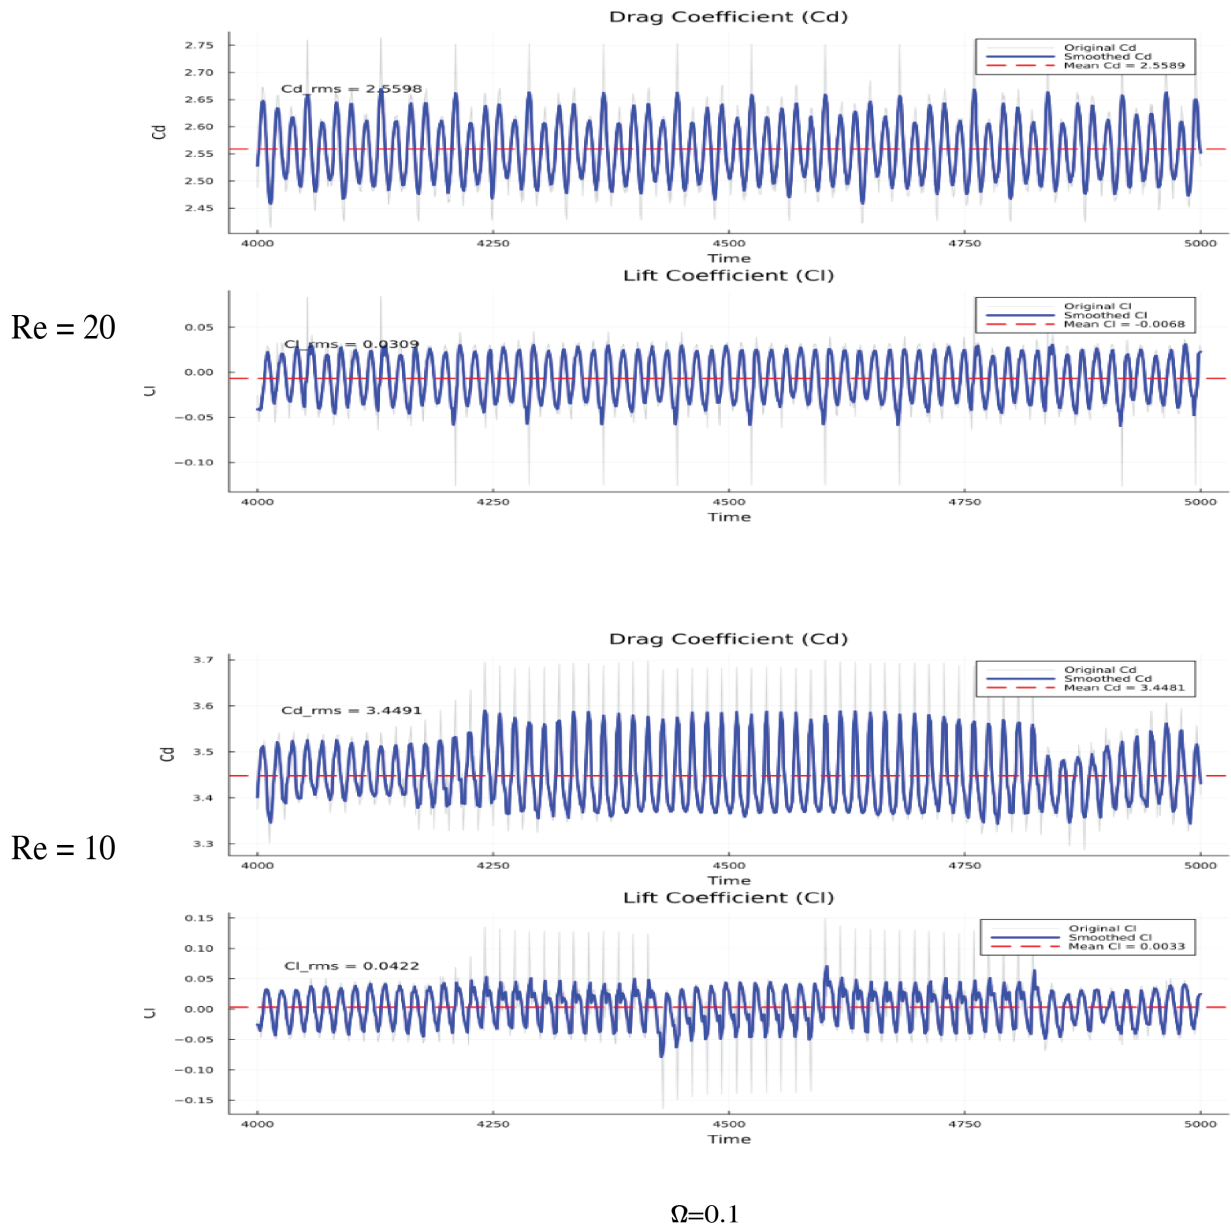 Drag Coefficient (Cd)
2.75
2.70
2.65
2.60
2.55
2.50
2.45
Cd
Cd_rms = 2.5598
Original Cd
Smoothed Cd
Mean Cd = 2.5589
4000
4250
4500
4750
5000
Time
Lift Coefficient (Cl)
Re = 20
0.05
0.00
−0.05
−0.10
Cl
Cl_rms = 0.0309
Original Cl
Smoothed Cl
Mean Cl = -0.0068
4000
4250
4500
4750
5000
Time
Drag Coefficient (Cd)
3.7
3.6
3.5
3.4
3.3
Cd
Cd_rms = 3.4491
Original Cd
Smoothed Cd
Mean Cd = 3.4481
Re = 10
4000
4250
4500
4750
5000
Time
Lift Coefficient (Cl)
0.15
0.10
0.05
0.00
−0.05
−0.10
−0.15
Cl
Cl_rms = 0.0422
Original Cl
Smoothed Cl
Mean Cl = 0.0033
4000
4250
4500
4750
5000
Time
Ω=0.1